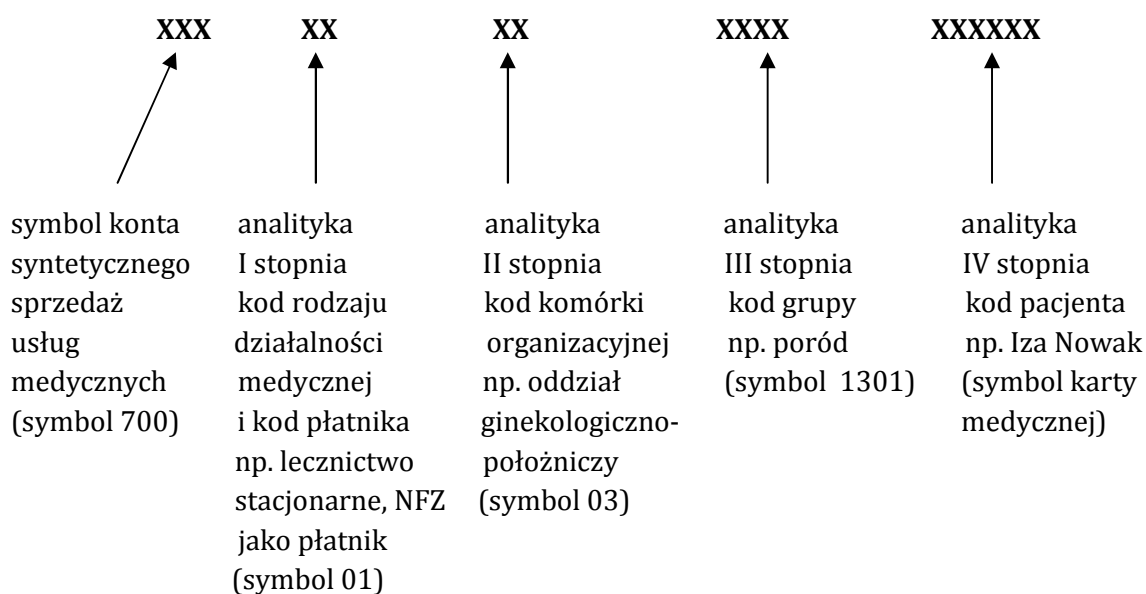 XXX XX XX XXXX XXXXXX
symbol konta
syntetycznego
sprzedaż
usług
medycznych
(symbol 700)
analityka
I stopnia
kod rodzaju
działalności
medycznej
i kod płatnika
np. lecznictwo
stacjonarne, NFZ
jako płatnik
(symbol 01)
analityka
II stopnia
kod komórki
organizacyjnej
np. oddział
ginekologiczno-
położniczy
(symbol 03)
analityka
III stopnia
kod grupy
np. poród
(symbol 1301)
analityka
IV stopnia
kod pacjenta
np. Iza Nowak
(symbol karty
medycznej)